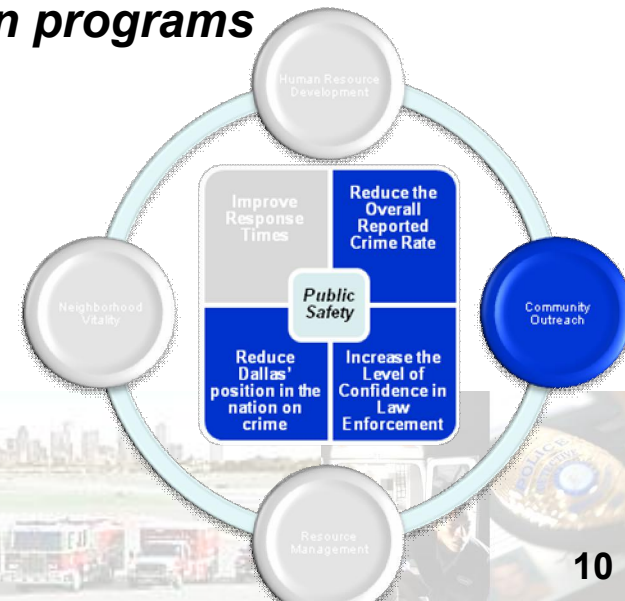 n programs
Human Resource
Development
Improve
Response
Times
Reduce the
Overall
Reported
Crime Rate
Neighborhood
Vitality
Public
Safety
Community
Outreach
Reduce
Dallas'
position in the
nation on
crime
Increase the
Level of
Confidence in
Law
Enforcement
POLICE
Resource
Management
10